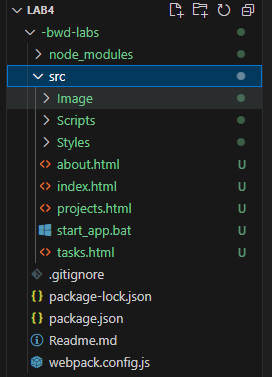 LAB4
-bwd-labs
node_modules
src
Image
Scripts
Styles
about.html U
index.html U
projects.html U
start_app.bat U
tasks.html U
.gitignore
{ } package-lock.json
{ } package.json
Readme.md
webpack.config.js